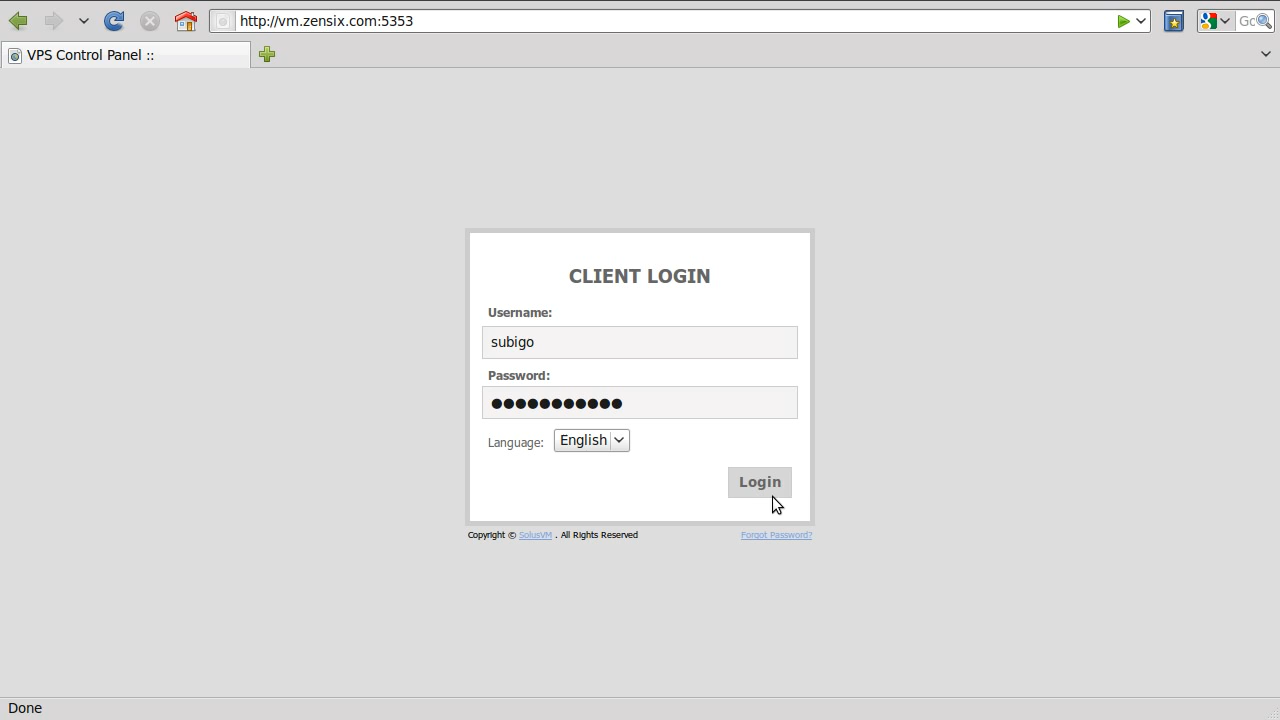 http://vm.zensix.com:5353
Gc
VPS Control Panel ::
CLIENT LOGIN
Username:
subigo
Password:
●●●●●●●●●●●
Language: English
Login
Copyright © SolusVM . All Rights Reserved Forgot Password?
Done